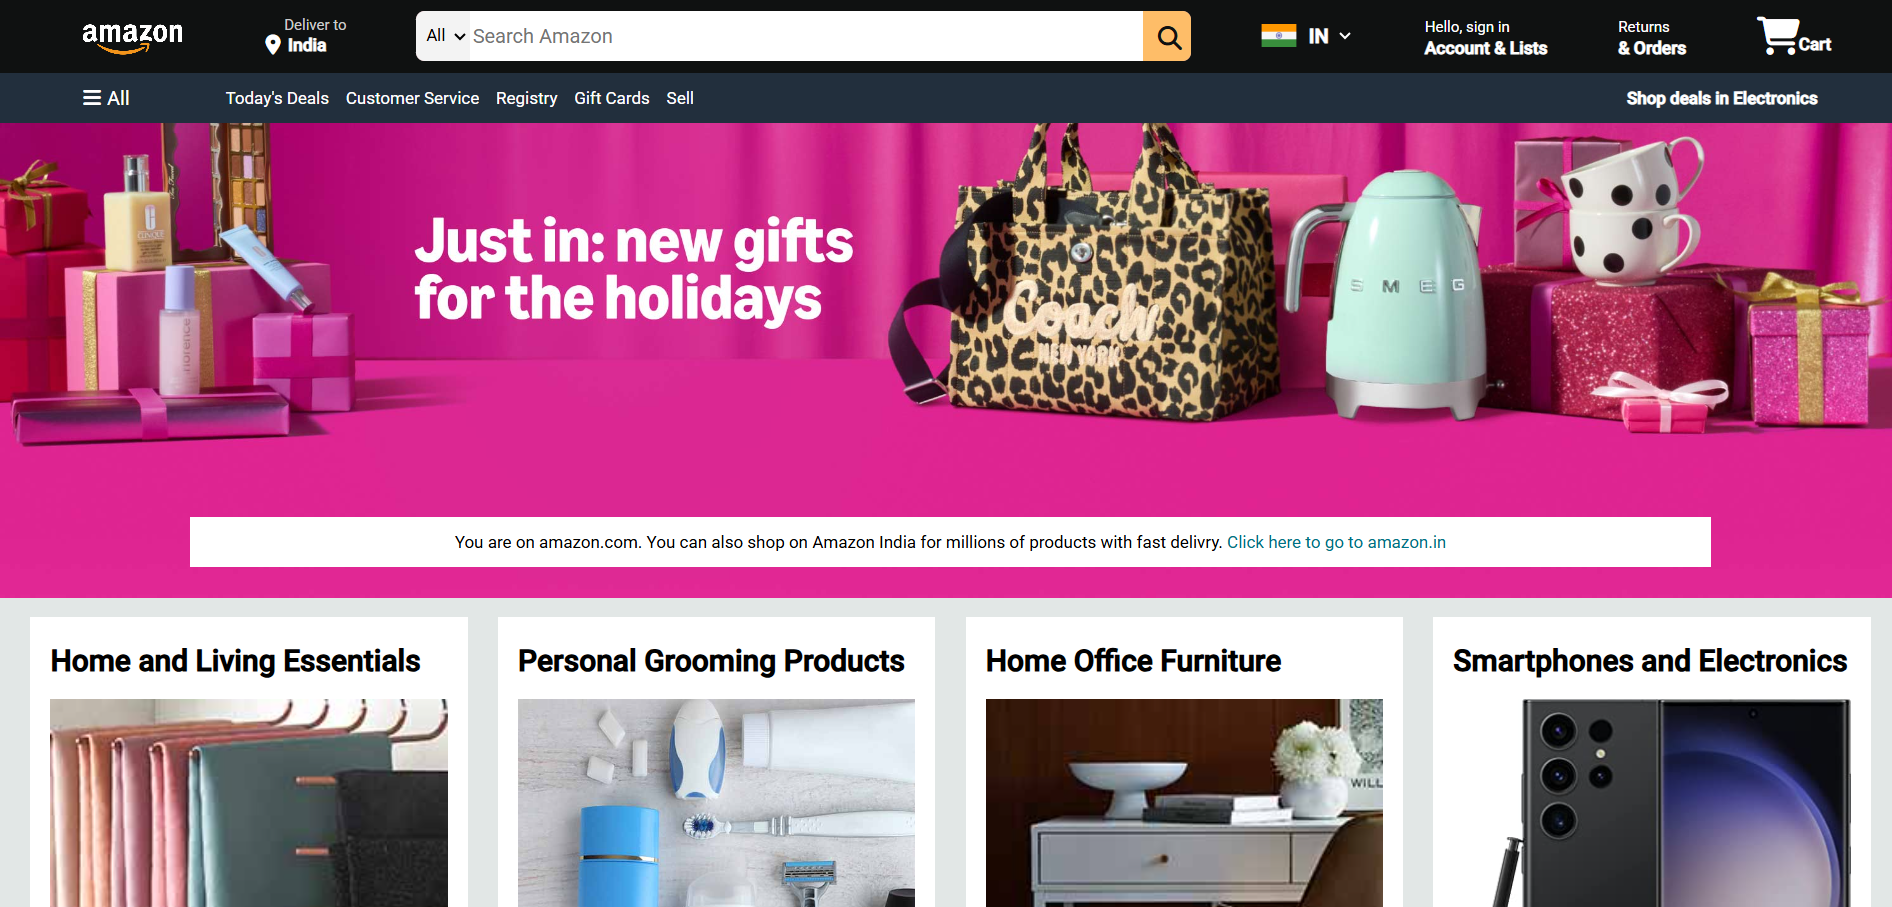 amazon
Deliver to
India
All
Search Amazon
IN
Hello, sign in
Account & Lists
Returns
& Orders
Cart
All
Today's Deals
Customer Service
Registry
Gift Cards
Sell
Shop deals in Electronics
Just in: new gifts
for the holidays
CLINIQUE
florence
Coach
NEW YORK
SMEG
You are on amazon.com. You can also shop on Amazon India for millions of products with fast delivry. Click here to go to amazon.in
Home and Living Essentials
Personal Grooming Products
Home Office Furniture
Smartphones and Electronics
WILL